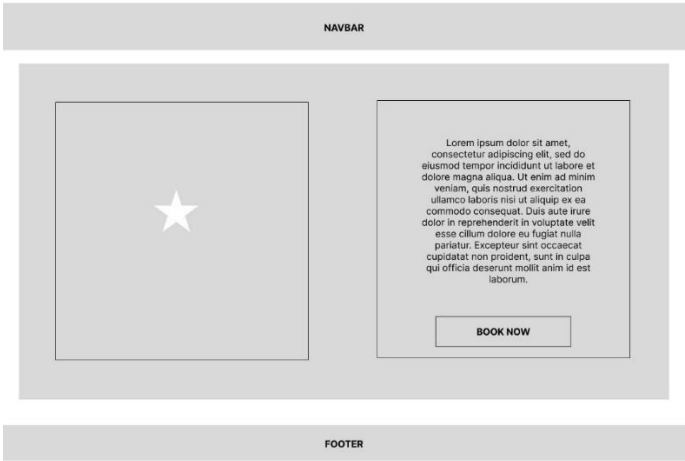 NAVBAR
Lorem ipsum dolor sit amet,
consectetur adipiscing elit, sed do
eiusmod tempor incididunt ut labore et
dolore magna aliqua. Ut enim ad minim
veniam, quis nostrud exercitation
ullamco laboris nisi ut aliquip ex ea
commodo consequat. Duis aute irure
dolor in reprehenderit in voluptate velit
esse cillum dolore eu fugiat nulla
pariatur. Excepteur sint occaecat
cupidatat non proident, sunt in culpa
qui officia deserunt mollit anim id est
laborum.
BOOK NOW
FOOTER